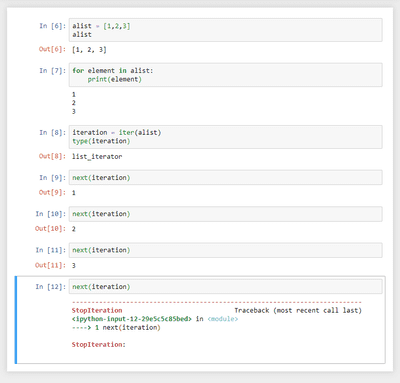 In [6]: alist = [1,2,3]
alist
Out[6]: [1, 2, 3]
In [7]: for element in alist:
    print(element)
1
2
3
In [8]: iteration = iter(alist)
type(iteration)
Out[8]: list_iterator
In [9]: next(iteration)
Out[9]: 1
In [10]: next(iteration)
Out[10]: 2
In [11]: next(iteration)
Out[11]: 3
In [12]: next(iteration)
---------------------------------------------------------------------------
StopIteration                             Traceback (most recent call last)
<ipython-input-12-29e5c5c85bed> in <module>
----> 1 next(iteration)
StopIteration: